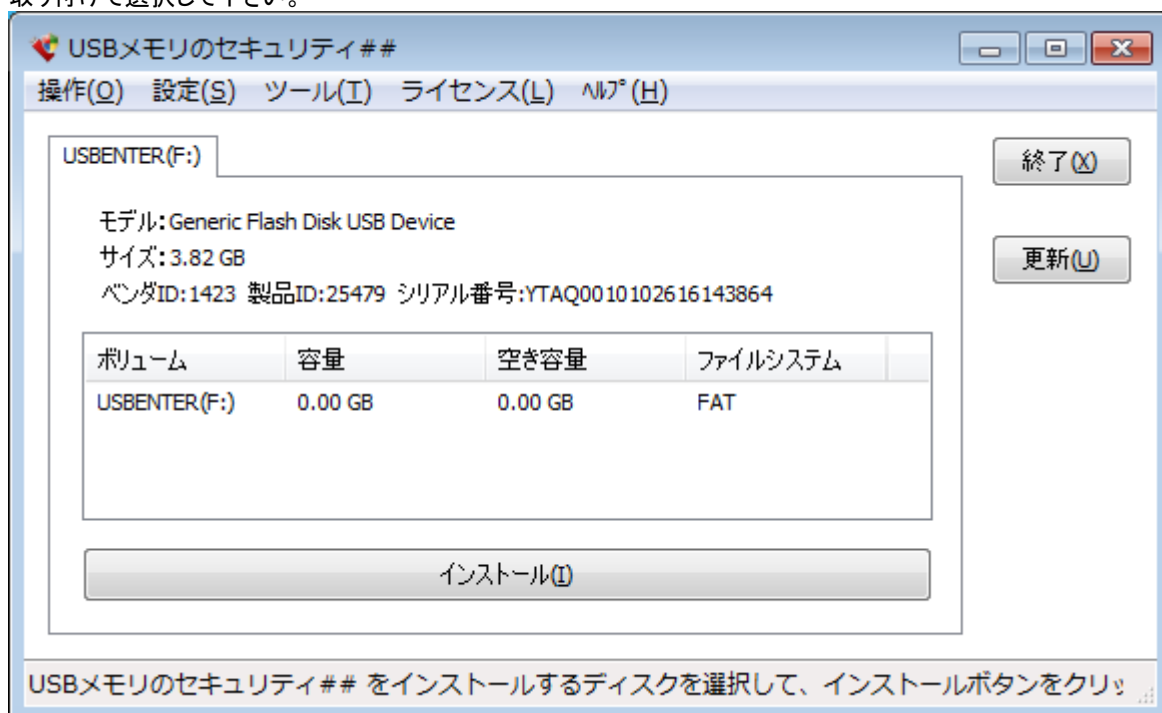 取り付けて選択して下さい。
USBメモリのセキュリティ##
操作(O) 設定(S) ツール(T) ライセンス(L) ﾍﾙﾌﾟ(H)
USBENTER(F:)
終了(X)
モデル:Generic Flash Disk USB Device
サイズ:3.82 GB
更新(U)
ベンダID:1423 製品ID:25479 シリアル番号:YTAQ0010102616143864
ボリューム 容量 空き容量 ファイルシステム
USBENTER(F:) 0.00 GB 0.00 GB FAT
インストール(I)
USBメモリのセキュリティ## をインストールするディスクを選択して、インストールボタンをクリッ